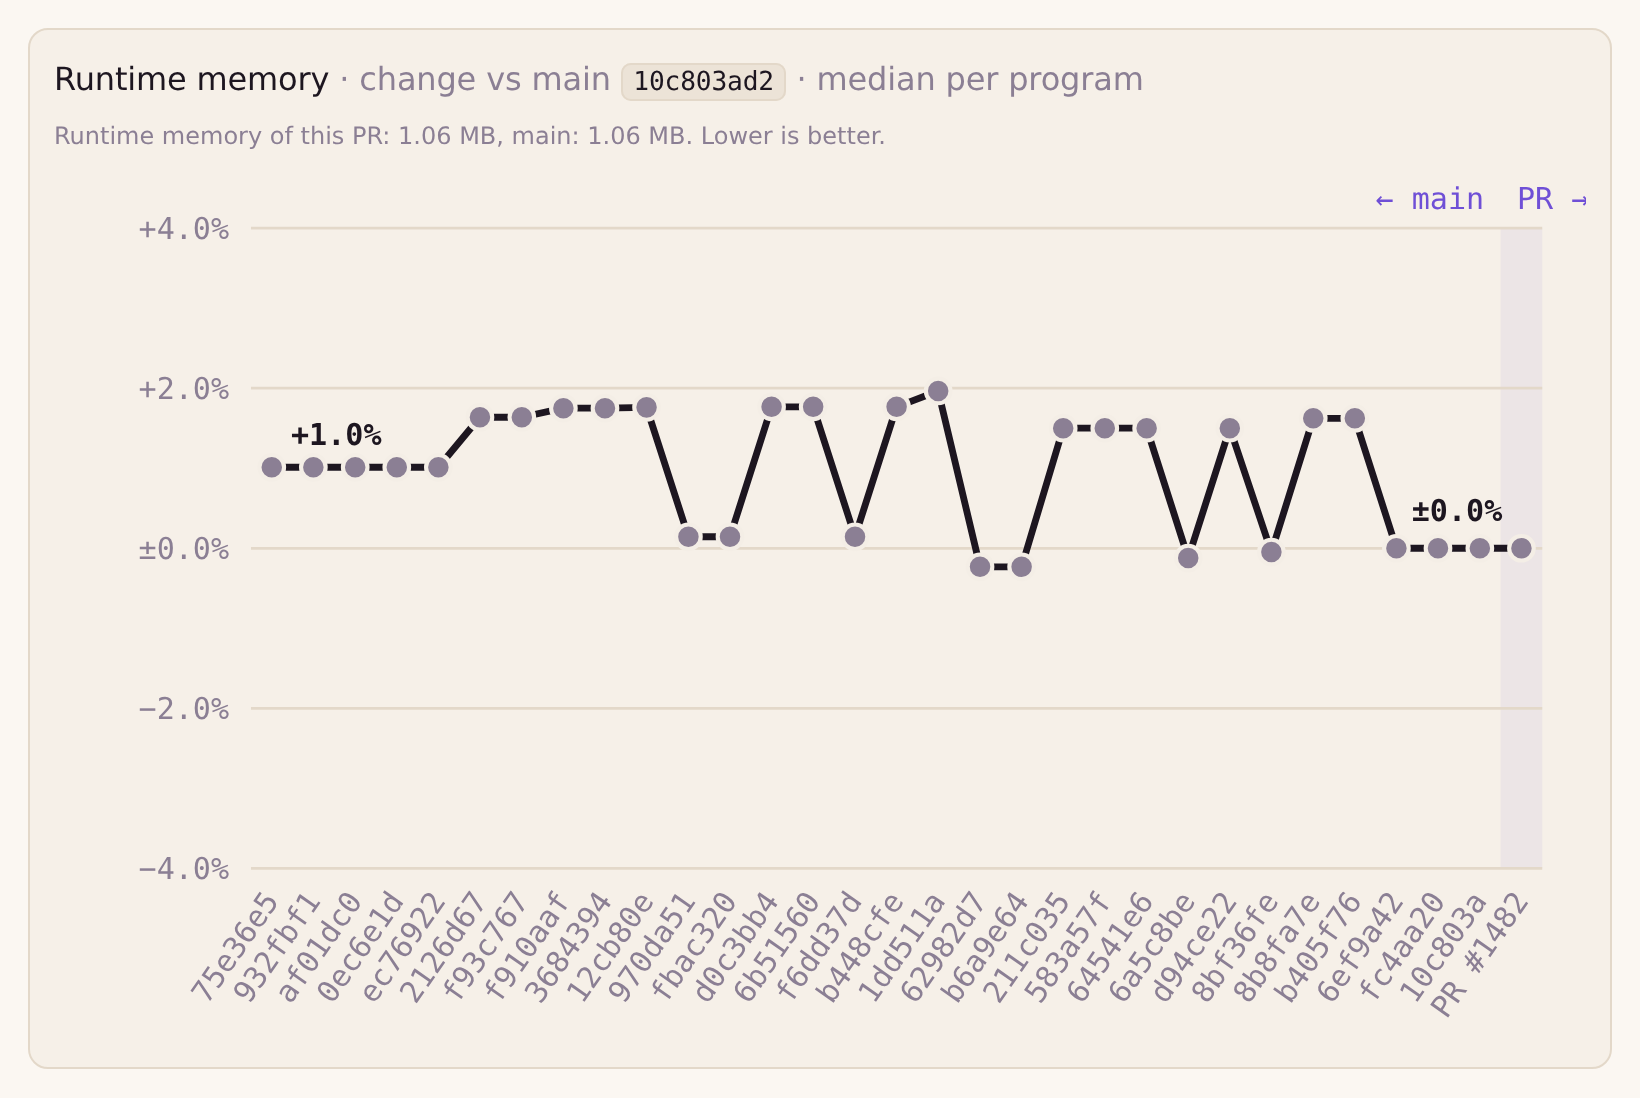 Runtime memory · change vs main 10c803ad2 · median per program
Runtime memory of this PR: 1.06 MB, main: 1.06 MB. Lower is better.
← main PR →
+4.0%
+2.0%
±0.0%
−2.0%
−4.0%
+1.0%
±0.0%
75e36e5
932fbf1
af01dc0
0ec6e1d
ec76922
2126d67
f93c767
f910aaf
3684394
12cb80e
970da51
fbac320
d0c3bb4
6b51560
f6dd37d
b448cfe
1dd511a
62982d7
b6a9e64
211c035
583a57f
64541e6
6a5c8be
d94ce22
8bf36fe
8b8fa7e
b405f76
6ef9a42
fc4aa20
10c803a
PR #1482